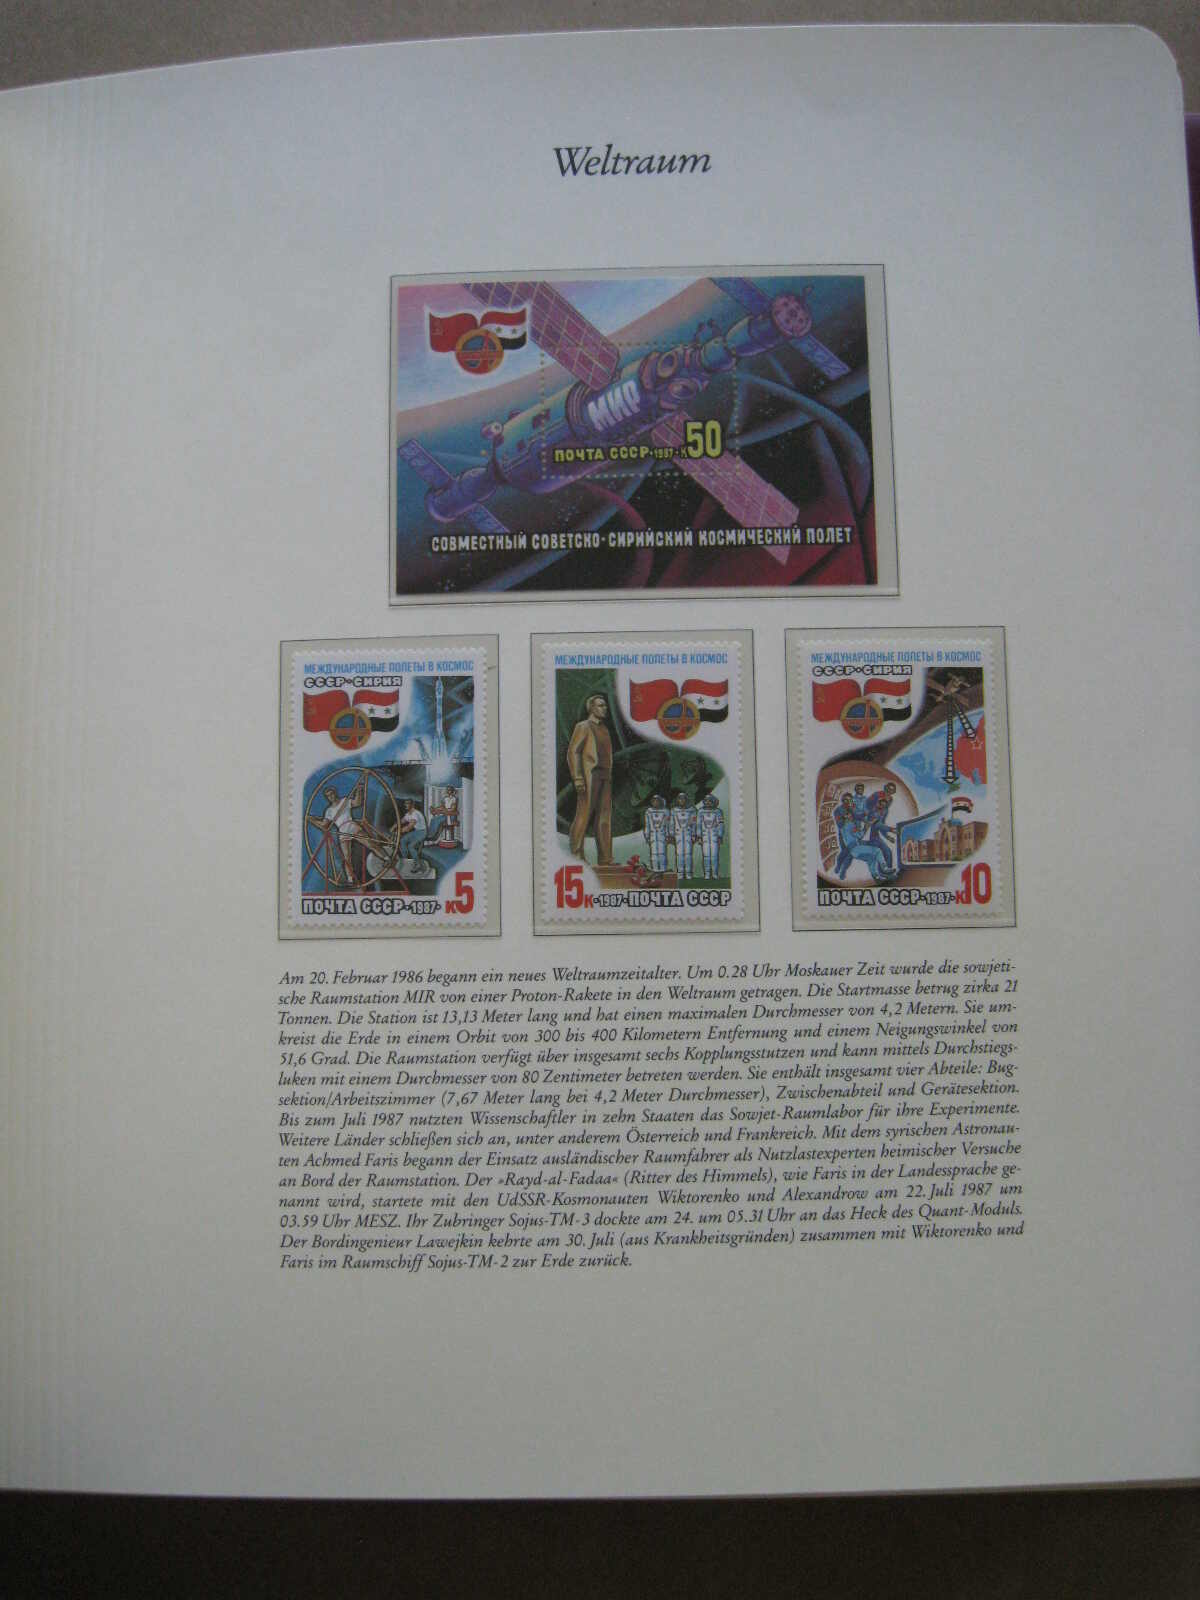 Weltraum
МИР
ПОЧТА СССР·1987·к50
СОВМЕСТНЫЙ СОВЕТСКО-СИРИЙСКИЙ КОСМИЧЕСКИЙ ПОЛЕТ
МЕЖДУНАРОДНЫЕ ПОЛЕТЫ В КОСМОС
СССР·СИРИЯ
ПОЧТА СССР·1987·к5
МЕЖДУНАРОДНЫЕ ПОЛЕТЫ В КОСМОС
15к·1987·ПОЧТА СССР
МЕЖДУНАРОДНЫЕ ПОЛЕТЫ В КОСМОС
СССР·СИРИЯ
ПОЧТА СССР·1987·к10
Am 20. Februar 1986 begann ein neues Weltraumzeitalter. Um 0.28 Uhr Moskauer Zeit wurde die sowjeti-
sche Raumstation MIR von einer Proton-Rakete in den Weltraum getragen. Die Startmasse betrug zirka 21
Tonnen. Die Station ist 13,13 Meter lang und hat einen maximalen Durchmesser von 4,2 Metern. Sie um-
kreist die Erde in einem Orbit von 300 bis 400 Kilometern Entfernung und einem Neigungswinkel von
51,6 Grad. Die Raumstation verfügt über insgesamt sechs Kopplungsstutzen und kann mittels Durchstiegs-
luken mit einem Durchmesser von 80 Zentimeter betreten werden. Sie enthält insgesamt vier Abteile: Bug-
sektion/Arbeitszimmer (7,67 Meter lang bei 4,2 Meter Durchmesser), Zwischenabteil und Gerätesektion.
Bis zum Juli 1987 nutzten Wissenschaftler in zehn Staaten das Sowjet-Raumlabor für ihre Experimente.
Weitere Länder schließen sich an, unter anderem Österreich und Frankreich. Mit dem syrischen Astronau-
ten Achmed Faris begann der Einsatz ausländischer Raumfahrer als Nutzlastexperten heimischer Versuche
an Bord der Raumstation. Der »Rayd-al-Fadaa« (Ritter des Himmels), wie Faris in der Landessprache ge-
nannt wird, startete mit den UdSSR-Kosmonauten Wiktorenko und Alexandrow am 22. Juli 1987 um
03.59 Uhr MESZ. Ihr Zubringer Sojus-TM-3 dockte am 24. um 05.31 Uhr an das Heck des Quant-Moduls.
Der Bordingenieur Lawejkin kehrte am 30. Juli (aus Krankheitsgründen) zusammen mit Wiktorenko und
Faris im Raumschiff Sojus-TM-2 zur Erde zurück.